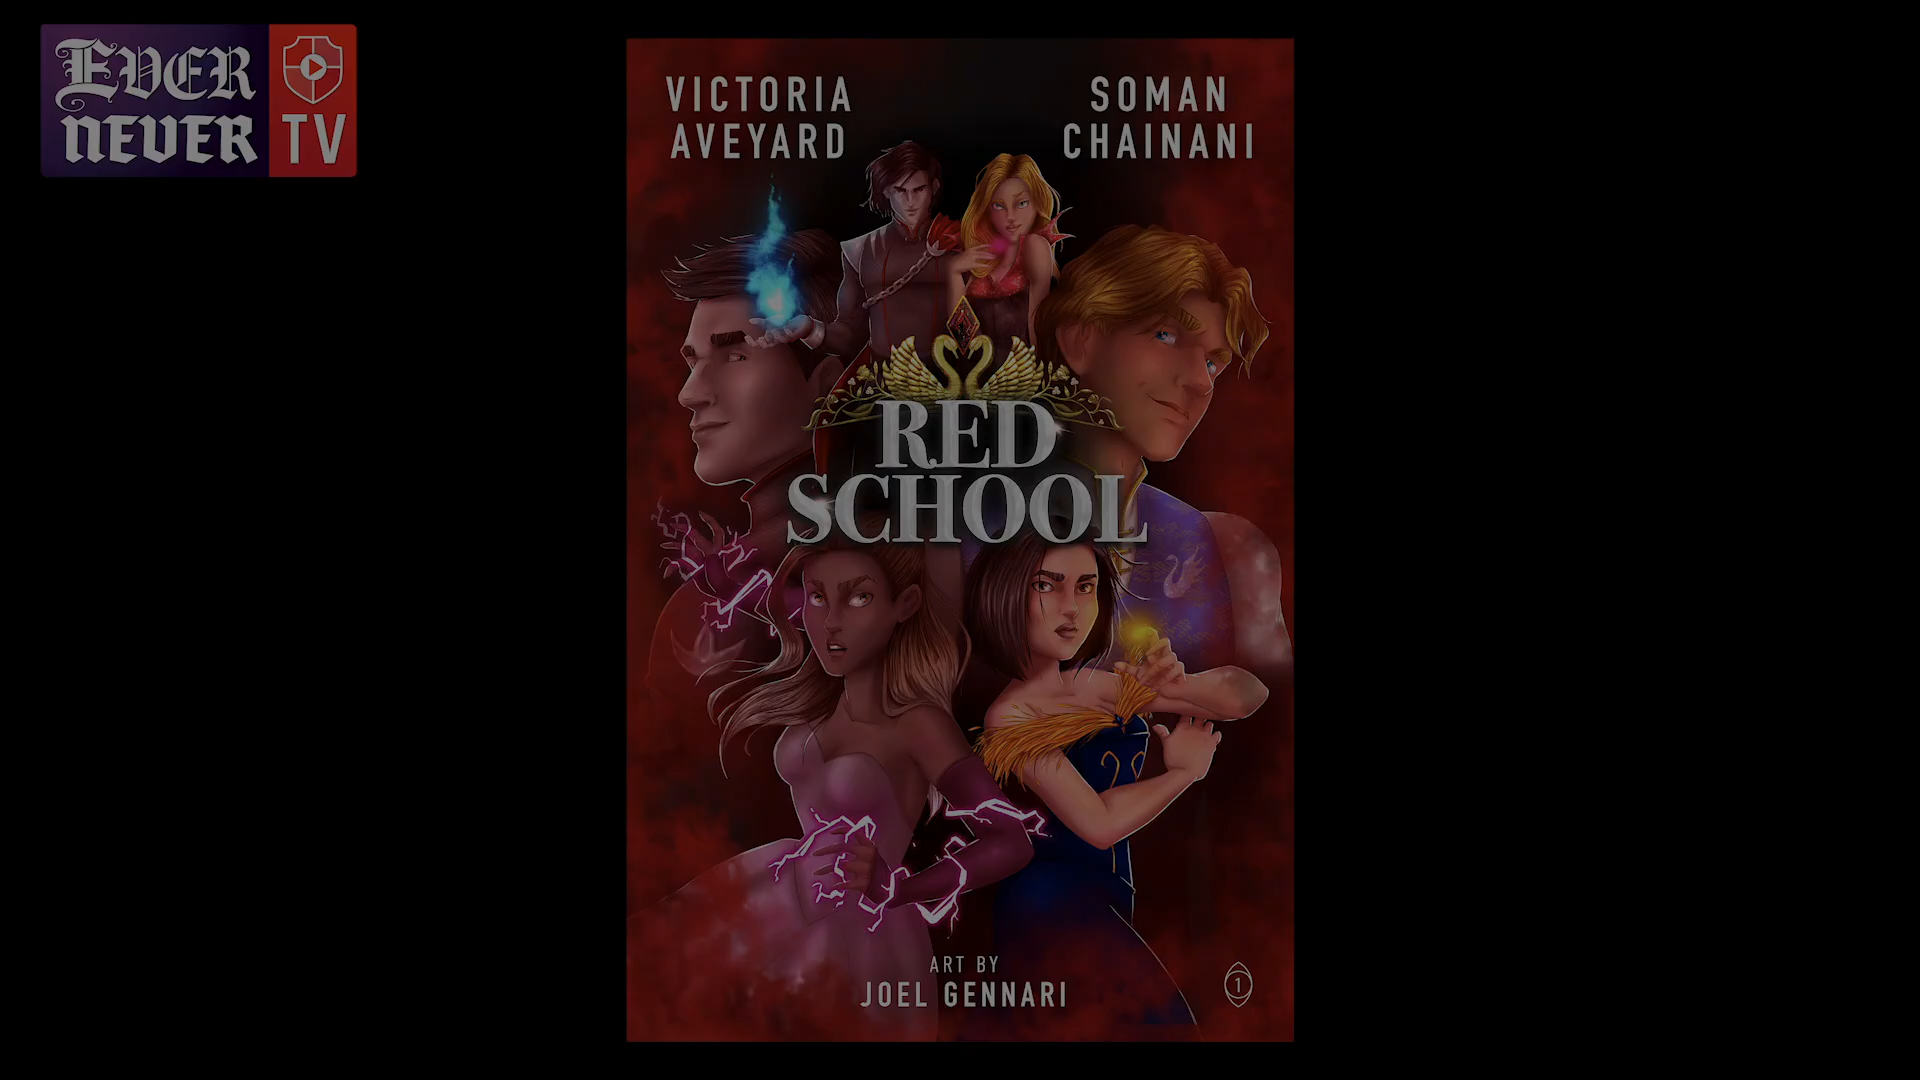 EVER
NEVER
TV
VICTORIA
AVEYARD
SOMAN
CHAINANI
RED
SCHOOL
ART BY
JOEL GENNARI
1